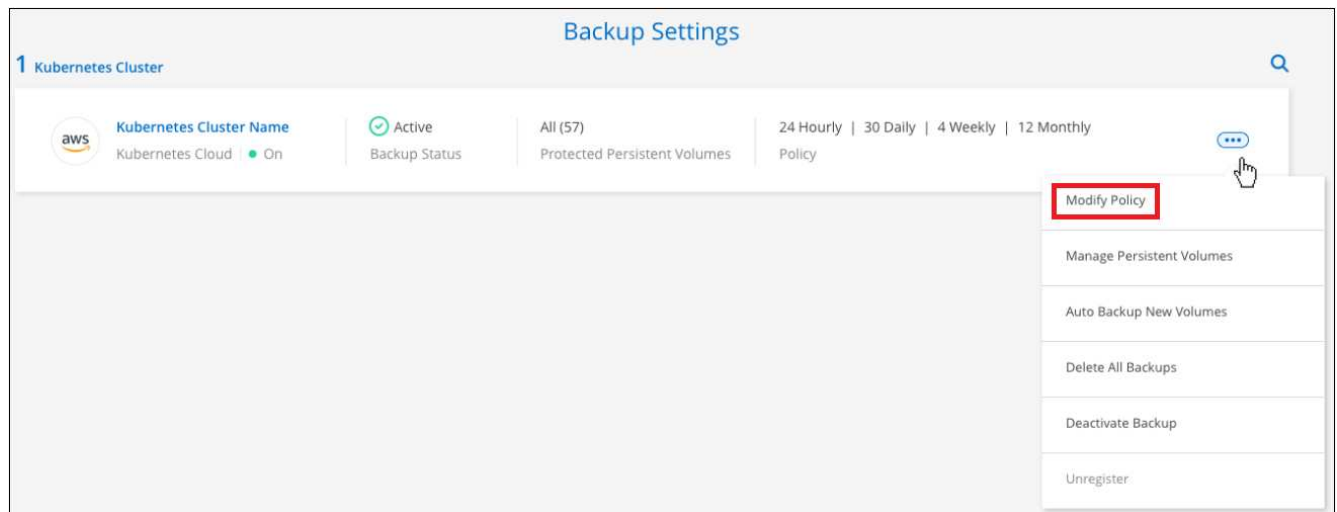 Backup Settings
1 Kubernetes Cluster
aws
Kubernetes Cluster Name
Kubernetes Cloud
On
Active
Backup Status
All (57)
Protected Persistent Volumes
24 Hourly | 30 Daily | 4 Weekly | 12 Monthly
Policy
Modify Policy
Manage Persistent Volumes
Auto Backup New Volumes
Delete All Backups
Deactivate Backup
Unregister